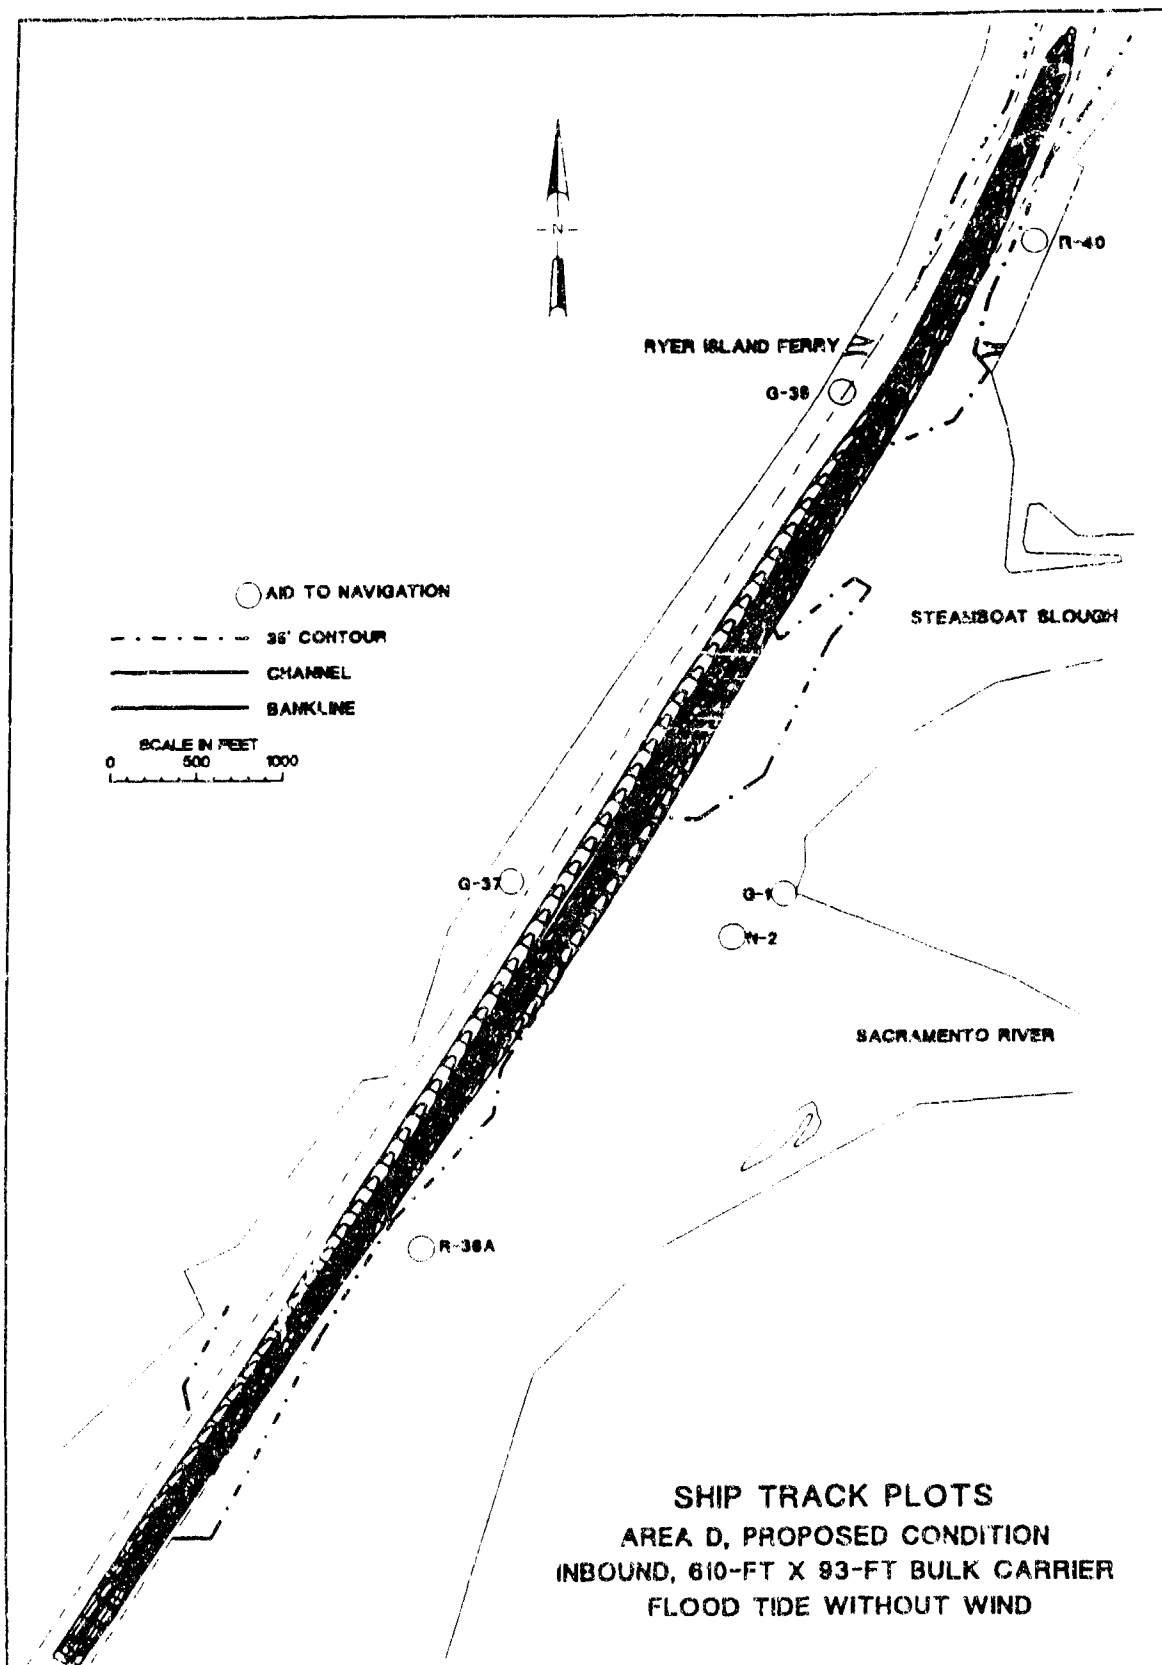 N
R-40
RYER ISLAND FERRY
G-38
AID TO NAVIGATION
STEAMBOAT SLOUGH
36' CONTOUR
CHANNEL
BANKLINE
SCALE IN FEET
0 500 1000
G-37
G-1
N-2
SACRAMENTO RIVER
R-36A
SHIP TRACK PLOTS
AREA D, PROPOSED CONDITION
INBOUND, 610-FT X 93-FT BULK CARRIER
FLOOD TIDE WITHOUT WIND